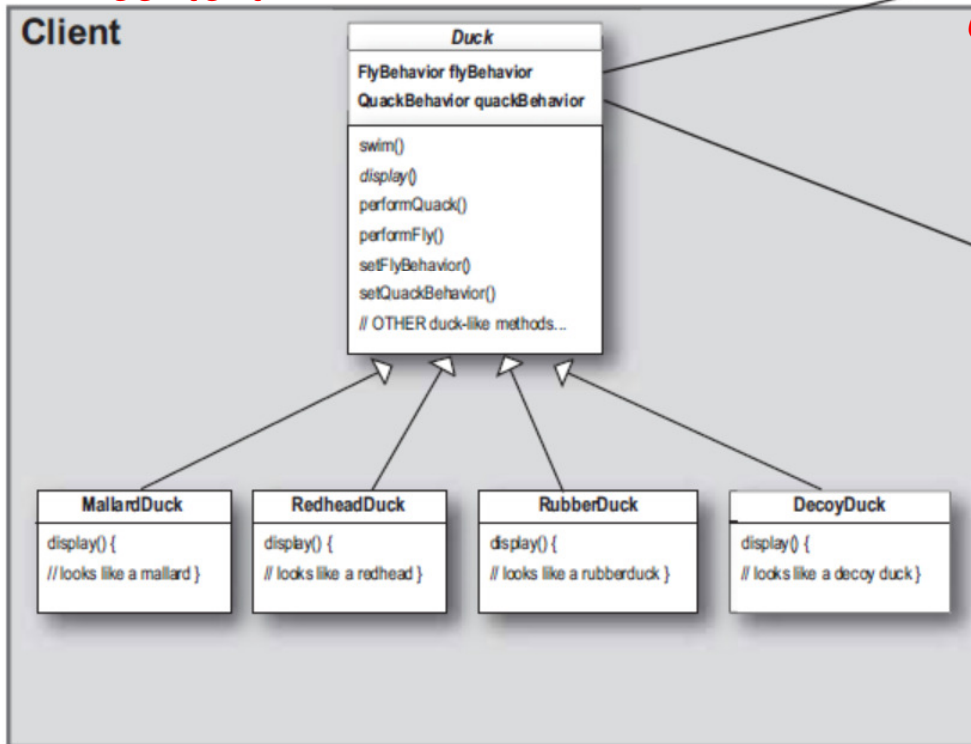 Client
Duck
FlyBehavior flyBehavior
QuackBehavior quackBehavior
swim()
display()
performQuack()
performFly()
setFlyBehavior()
setQuackBehavior()
// OTHER duck-like methods...
MallardDuck
display() {
// looks like a mallard }
RedheadDuck
display() {
// looks like a redhead }
RubberDuck
display() {
// looks like a rubberduck }
DecoyDuck
display() {
// looks like a decoy duck }